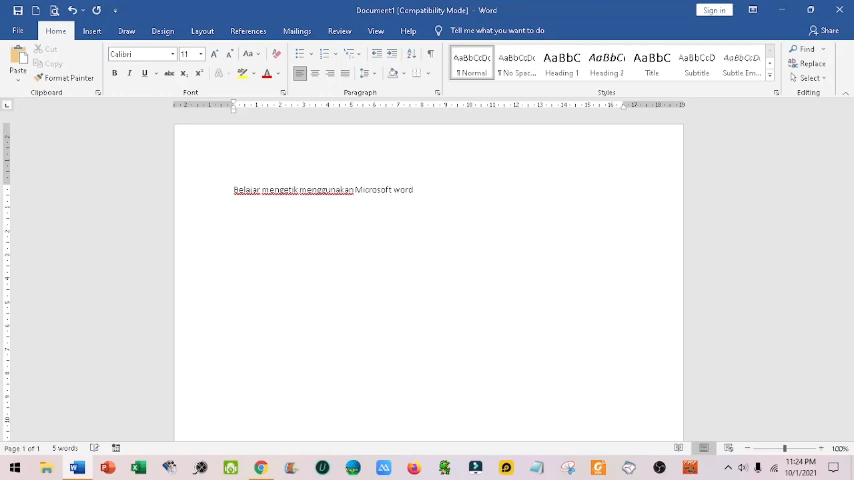 Document1 [Compatibility Mode] - Word
Sign in
File Home Insert Draw Design Layout References Mailings Review View Help Tell me what you want to do Share
Paste
Cut
Copy
Format Painter
Clipboard
Calibri 11
Font
Paragraph
AaBbCcDc AaBbCcDc AaBbC AaBbC AaBbC AaBbCcD AaBbCcDc
¶ Normal ¶ No Spac... Heading 1 Heading 2 Title Subtitle Subtle Em...
Styles
Find
Replace
Select
Editing
Belajar mengetik menggunakan Microsoft word
Page 1 of 1 5 words 100%
11:24 PM
10/1/2021